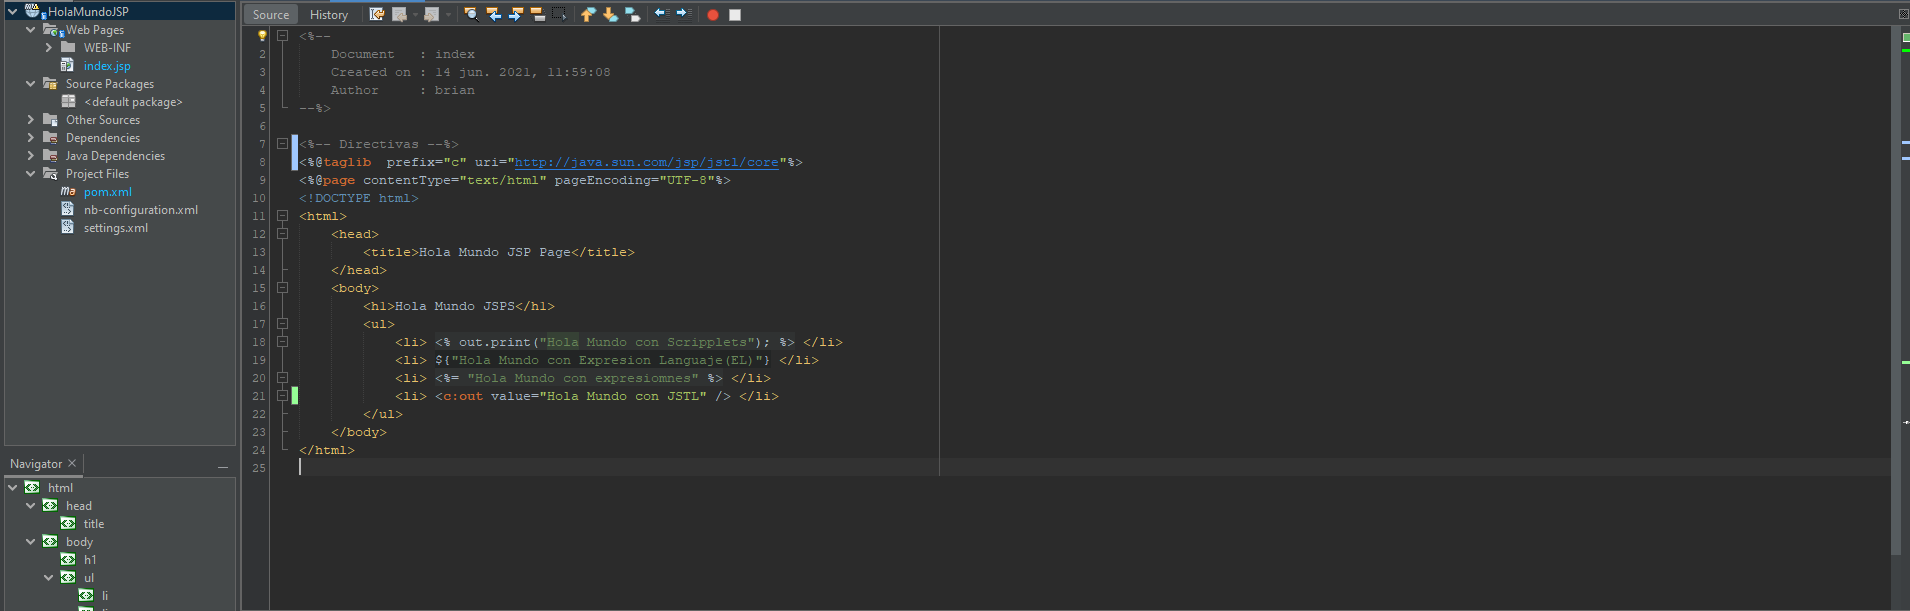 HolaMundoJSP
Web Pages
WEB-INF
index.jsp
Source Packages
<default package>
Other Sources
Dependencies
Java Dependencies
Project Files
pom.xml
nb-configuration.xml
settings.xml
Navigator
html
head
title
body
h1
ul
li
Source History
<%--
2 Document : index
3 Created on : 14 jun. 2021, 11:59:08
4 Author : brian
5 --%>
6
7 <%-- Directivas --%>
8 <%@taglib prefix="c" uri="http://java.sun.com/jsp/jstl/core"%>
9 <%@page contentType="text/html" pageEncoding="UTF-8"%>
10 <!DOCTYPE html>
11 <html>
12 <head>
13 <title>Hola Mundo JSP Page</title>
14 </head>
15 <body>
16 <h1>Hola Mundo JSPS</h1>
17 <ul>
18 <li> <% out.print("Hola Mundo con Scripplets"); %> </li>
19 <li> ${"Hola Mundo con Expresion Languaje(EL)"} </li>
20 <li> <%= "Hola Mundo con expresiomnes" %> </li>
21 <li> <c:out value="Hola Mundo con JSTL" /> </li>
22 </ul>
23 </body>
24 </html>
25